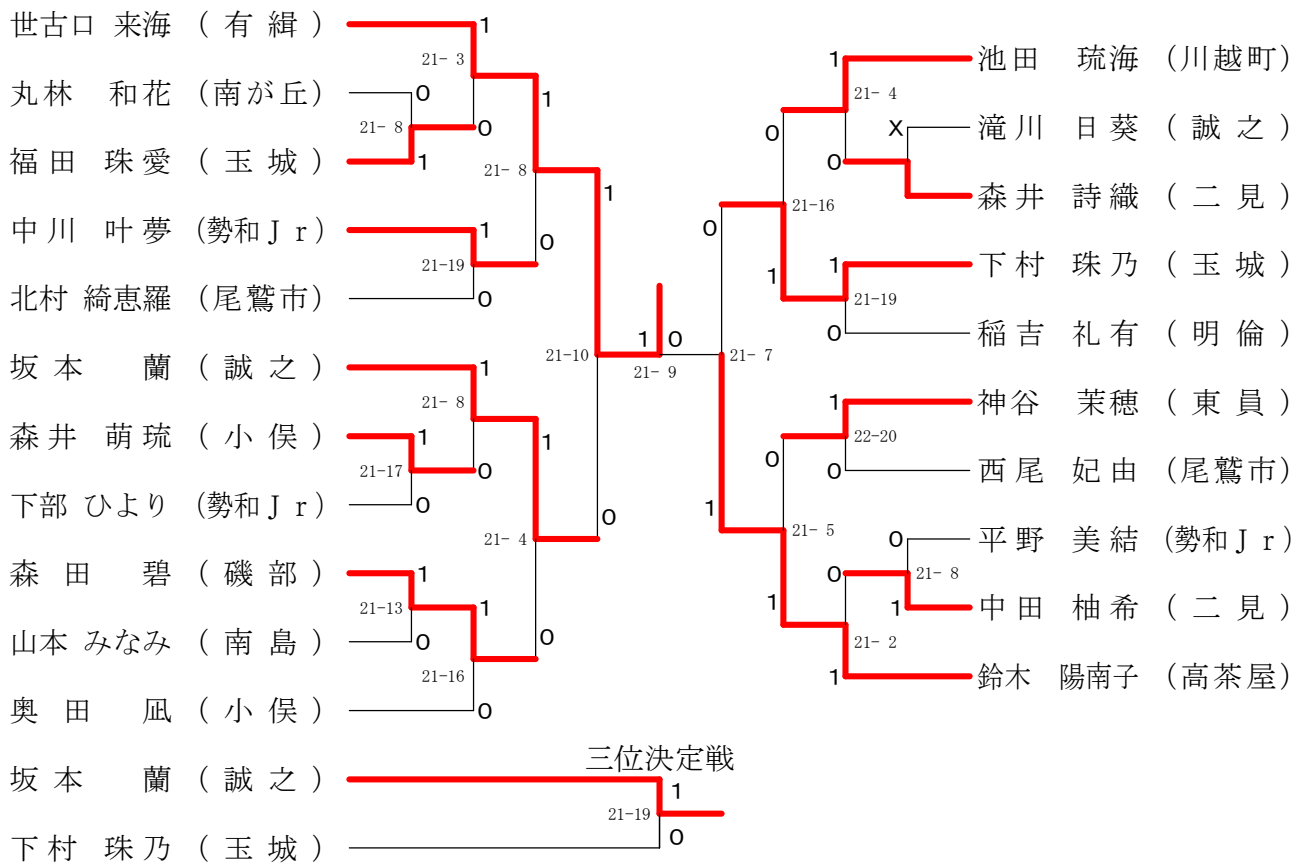 世古口 来海 (有緝)
1
21- 3
丸林 和花 (南が丘)
0
21- 8
0
1
福田 珠愛 (玉城)
1
21- 8
1
中川 叶夢 (勢和Jr)
1
21-19
0
北村 綺恵羅 (尾鷲市)
0
21-10
坂本 蘭 (誠之)
1
21- 8
1
森井 萌琉 (小俣)
1
21-17
0
下部 ひより (勢和Jr)
0
21- 4
0
森田 碧 (磯部)
1
21-13
1
山本 みなみ (南島)
0
0
21-16
奥田 凪 (小俣)
0
1 0
21- 9
池田 琉海 (川越町)
1
21- 4
0
滝川 日葵 (誠之)
X
0
森井 詩織 (二見)
21-16
0
下村 珠乃 (玉城)
1
1
21-19
稲吉 礼有 (明倫)
0
21- 7
神谷 茉穂 (東員)
1
22-20
0
西尾 妃由 (尾鷲市)
0
1
21- 5
平野 美結 (勢和Jr)
0
21- 8
0
中田 柚希 (二見)
1
1
21- 2
鈴木 陽南子 (高茶屋)
1
三位決定戦
坂本 蘭 (誠之)
1
21-19
下村 珠乃 (玉城)
0